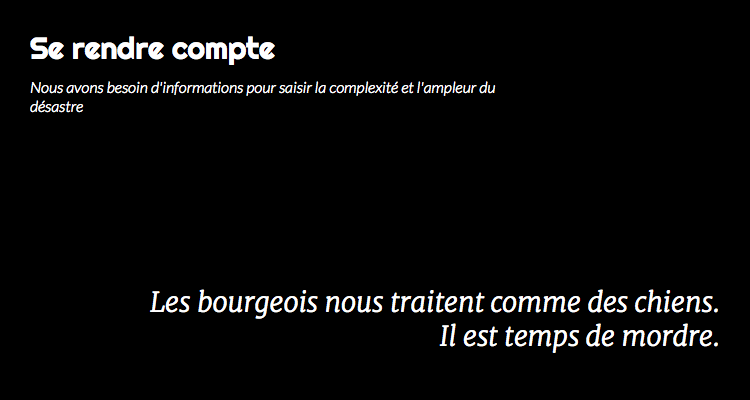 Se rendre compte
Nous avons besoin d'informations pour saisir la complexité et l'ampleur du
désastre
Les bourgeois nous traitent comme des chiens.
Il est temps de mordre.